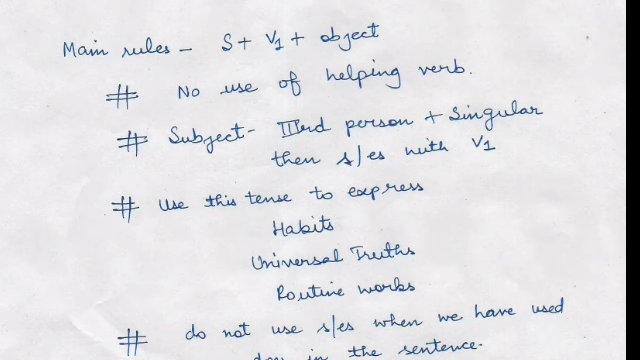 Main rules - S + V1 + object
# No use of helping verb.
# Subject - IIIrd person + Singular
then s/es with V1
# Use this tense to express
Habits
Universal Truths
Routine works
# do not use s/es when we have used
in the sentence.